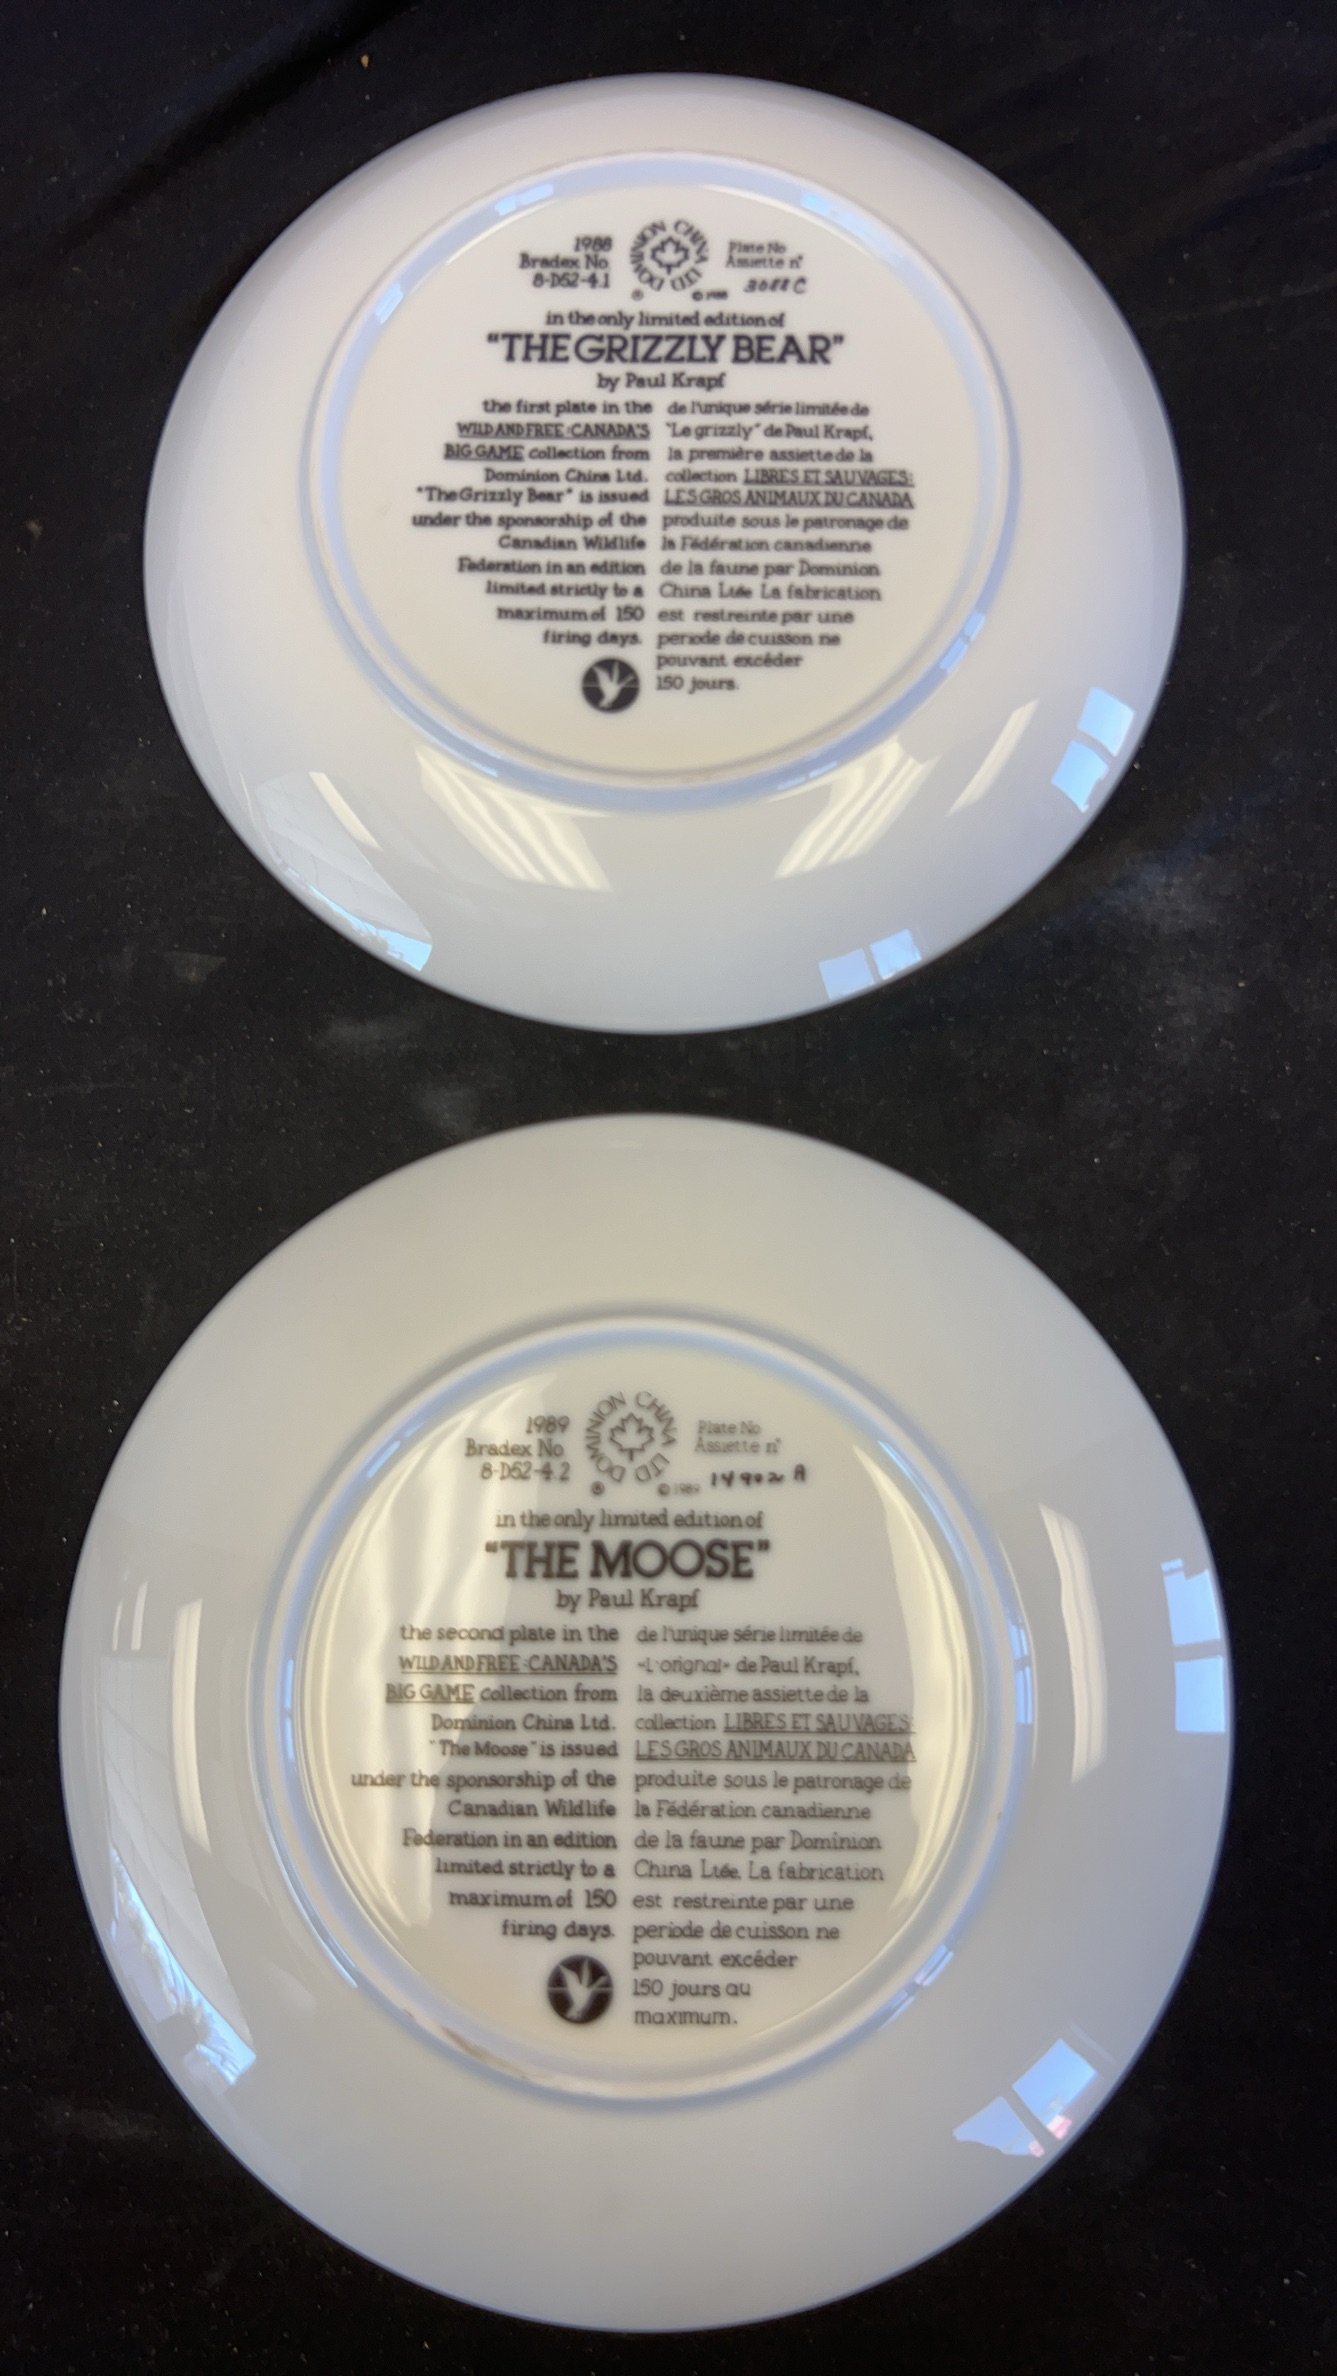 1988
Bradex No
8-D52-4.1
DOMINION CHINA LTD
®
© 1988
Plate No
Assiette n°
3088 C
in the only limited edition of
"THE GRIZZLY BEAR"
by Paul Krapf
the first plate in the
WILD AND FREE: CANADA'S
BIG GAME collection from
Dominion China Ltd.
"The Grizzly Bear" is issued
under the sponsorship of the
Canadian Wildlife
Federation in an edition
limited strictly to a
maximum of 150
firing days.
de l'unique série limitée de
"Le grizzly" de Paul Krapf,
la première assiette de la
collection LIBRES ET SAUVAGES:
LES GROS ANIMAUX DU CANADA
produite sous le patronage de
la Fédération canadienne
de la faune par Dominion
China Ltée. La fabrication
est restreinte par une
periode de cuisson ne
pouvant excéder
150 jours.
1989
Bradex No
8-D52-4.2
DOMINION CHINA LTD
®
© 1989
Plate No
Assiette n°
14902 A
in the only limited edition of
"THE MOOSE"
by Paul Krapf
the second plate in the
WILD AND FREE: CANADA'S
BIG GAME collection from
Dominion China Ltd.
"The Moose" is issued
under the sponsorship of the
Canadian Wildlife
Federation in an edition
limited strictly to a
maximum of 150
firing days.
de l'unique série limitée de
«L'orignal» de Paul Krapf,
la deuxième assiette de la
collection LIBRES ET SAUVAGES:
LES GROS ANIMAUX DU CANADA
produite sous le patronage de
la Fédération canadienne
de la faune par Dominion
China Ltée. La fabrication
est restreinte par une
periode de cuisson ne
pouvant excéder
150 jours au
maximum.